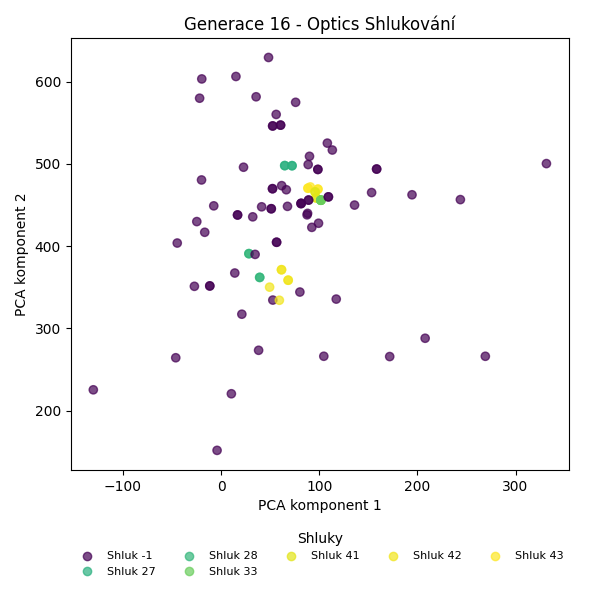 Generace 16 - Optics Shlukování
PCA komponent 2
600
500
400
300
200
−100
0
100
200
300
PCA komponent 1
Shluky
Shluk -1
Shluk 28
Shluk 41
Shluk 42
Shluk 43
Shluk 27
Shluk 33